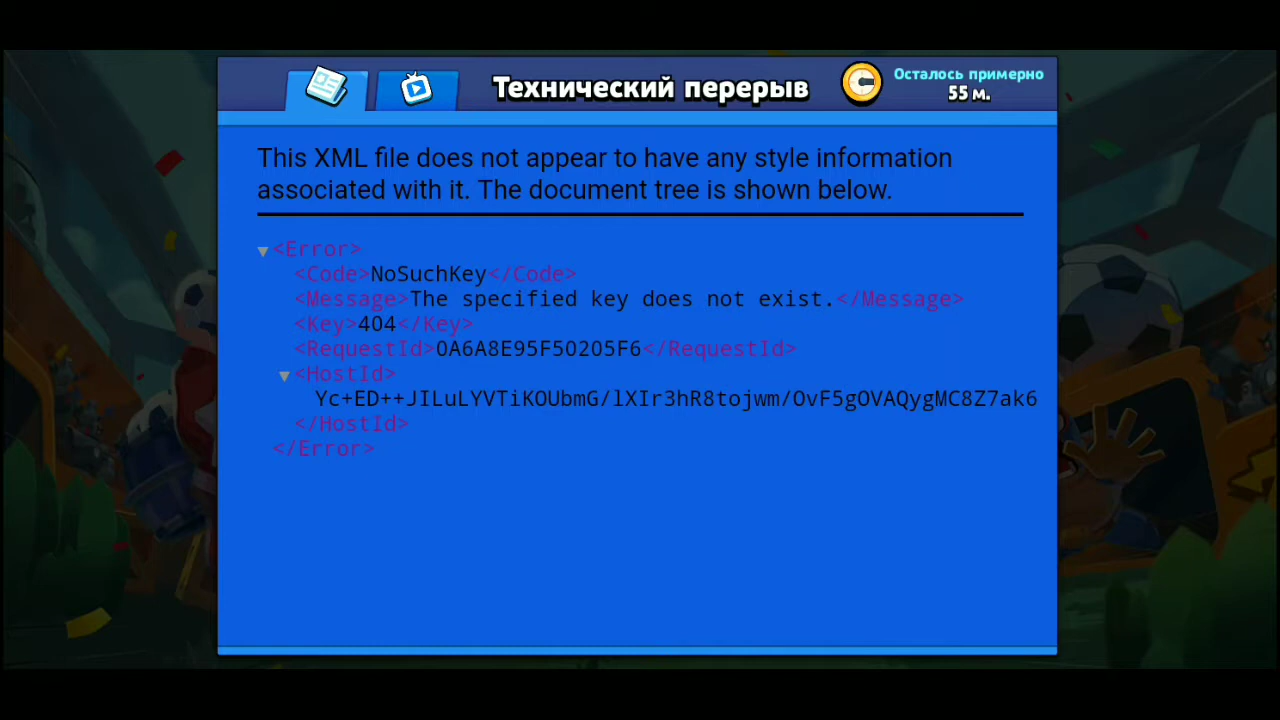 Технический перерыв
Осталось примерно
55 м.
This XML file does not appear to have any style information
associated with it. The document tree is shown below.
<Error>
<Code>NoSuchKey</Code>
<Message>The specified key does not exist.</Message>
<Key>404</Key>
<RequestId>0A6A8E95F50205F6</RequestId>
<HostId>
Yc+ED++JILuLYVTiKOUbmG/lXIr3hR8tojwm/OvF5gOVAQygMC8Z7ak6
</HostId>
</Error>